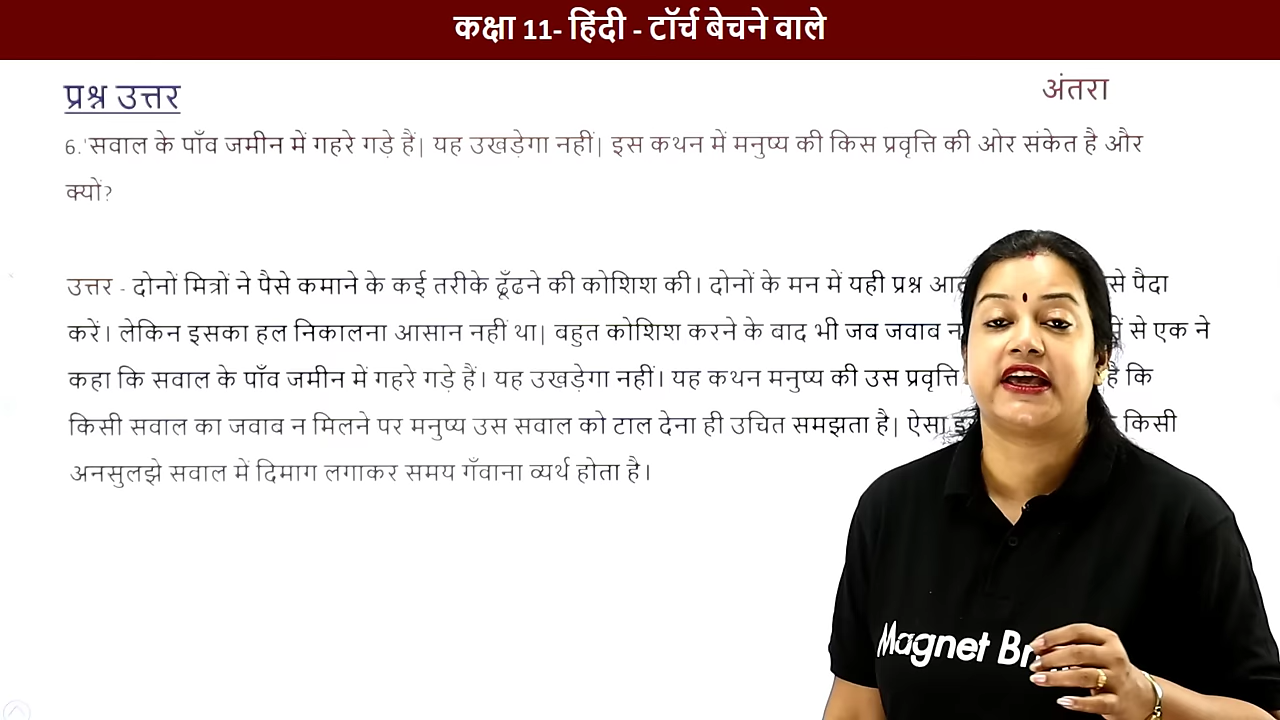 कक्षा 11- हिंदी - टॉर्च बेचने वाले
प्रश्न उत्तर
अंतरा
6.'सवाल के पाँव जमीन में गहरे गड़े हैं| यह उखड़ेगा नहीं| इस कथन में मनुष्य की किस प्रवृत्ति की ओर संकेत है और
क्यों?
उत्तर - दोनों मित्रों ने पैसे कमाने के कई तरीके ढूँढने की कोशिश की। दोनों के मन में यही प्रश्न से पैदा
करें। लेकिन इसका हल निकालना आसान नहीं था| बहुत कोशिश करने के बाद भी जब जवाब से एक ने
कहा कि सवाल के पाँव जमीन में गहरे गड़े हैं। यह उखड़ेगा नहीं। यह कथन मनुष्य की उस प्रवृत्ति है कि
किसी सवाल का जवाब न मिलने पर मनुष्य उस सवाल को टाल देना ही उचित समझता है| ऐसा किसी
अनसुलझे सवाल में दिमाग लगाकर समय गँवाना व्यर्थ होता है।
Magnet